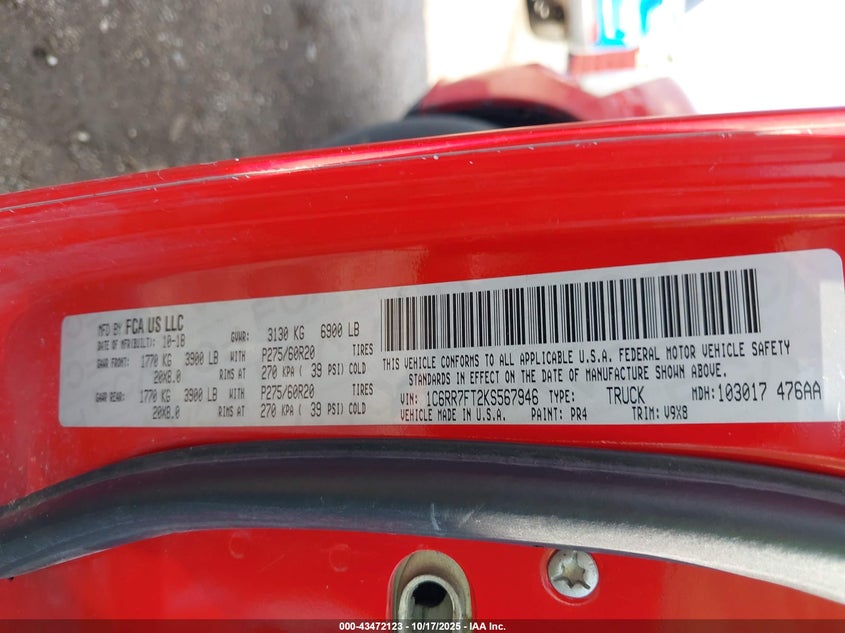 MFD BY FCA US LLC
DATE OF MFR(BUILT): 10-18 GVWR: 3130 KG 6900 LB
GAWR FRONT: 1770 KG 3900 LB WITH P275/60R20 TIRES
20X8.0 RIMS AT 270 KPA ( 39 PSI) COLD
GAWR REAR: 1770 KG 3900 LB WITH P275/60R20 TIRES
20X8.0 RIMS AT 270 KPA ( 39 PSI) COLD
THIS VEHICLE CONFORMS TO ALL APPLICABLE U.S.A. FEDERAL MOTOR VEHICLE SAFETY
STANDARDS IN EFFECT ON THE DATE OF MANUFACTURE SHOWN ABOVE.
VIN: 1C6RR7FT2KS567946 TYPE: TRUCK MDH: 103017 476AA
VEHICLE MADE IN U.S.A. PAINT: PR4 TRIM: V9X8
000-43472123 - 10/17/2025 - IAA Inc.